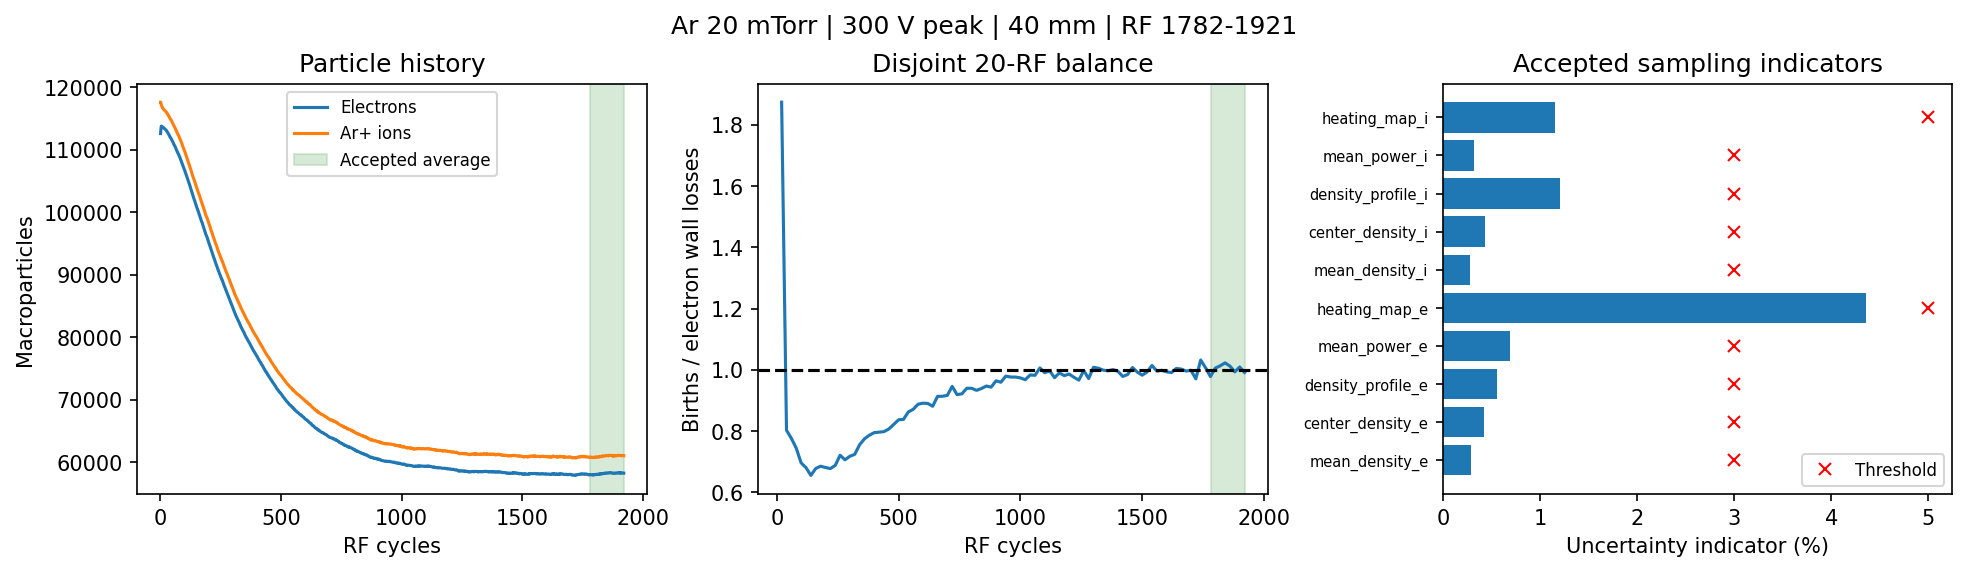 Ar 20 mTorr | 300 V peak | 40 mm | RF 1782-1921
Particle history
Macroparticles
120000
110000
100000
90000
80000
70000
60000
Electrons
Ar+ ions
Accepted average
0
500
1000
1500
2000
RF cycles
Disjoint 20-RF balance
Births / electron wall losses
1.8
1.6
1.4
1.2
1.0
0.8
0.6
0
500
1000
1500
2000
RF cycles
Accepted sampling indicators
heating_map_i
mean_power_i
density_profile_i
center_density_i
mean_density_i
heating_map_e
mean_power_e
density_profile_e
center_density_e
mean_density_e
Threshold
0
1
2
3
4
5
Uncertainty indicator (%)